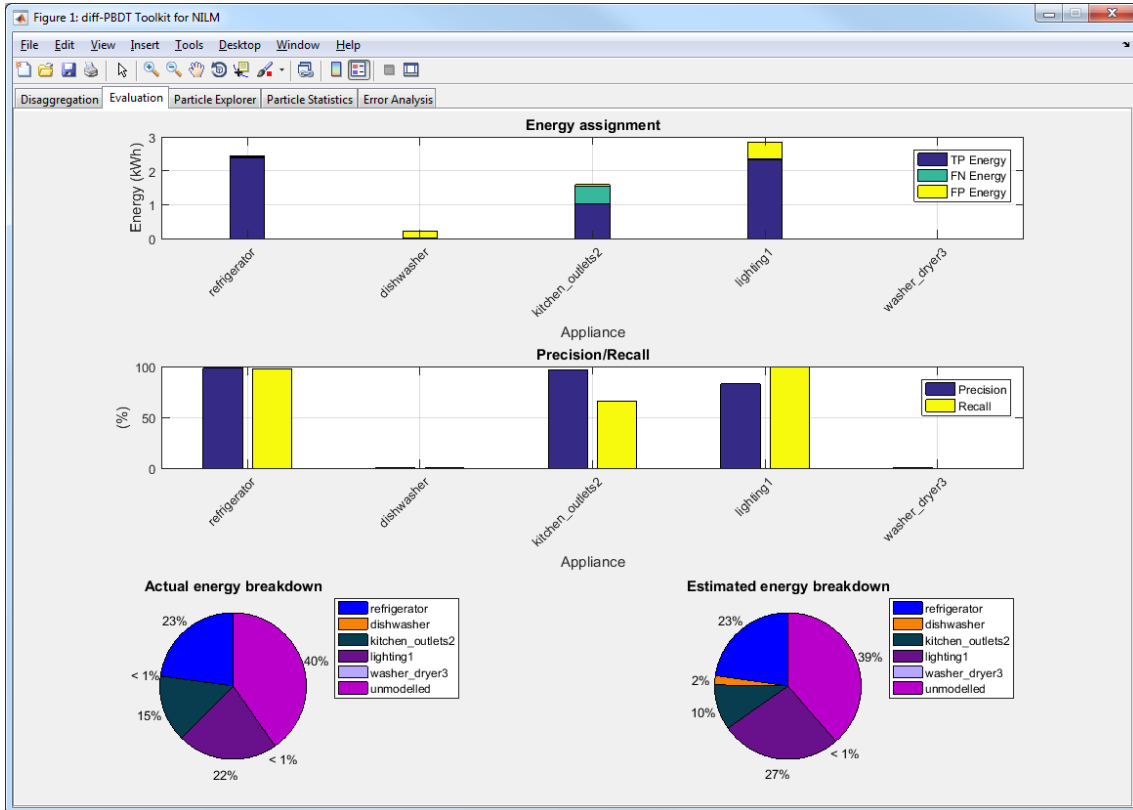 Figure 1: diff-PBDT Toolkit for NILM
File Edit View Insert Tools Desktop Window Help
Disaggregation Evaluation Particle Explorer Particle Statistics Error Analysis
Energy assignment
Energy (kWh)
3
2
1
0
TP Energy
FN Energy
FP Energy
refrigerator
dishwasher
kitchen_outlets2
lighting1
washer_dryer3
Appliance
Precision/Recall
(%)
100
50
0
Precision
Recall
refrigerator
dishwasher
kitchen_outlets2
lighting1
washer_dryer3
Appliance
Actual energy breakdown
23%
< 1%
15%
22%
< 1%
40%
refrigerator
dishwasher
kitchen_outlets2
lighting1
washer_dryer3
unmodelled
Estimated energy breakdown
23%
2%
10%
27%
< 1%
39%
refrigerator
dishwasher
kitchen_outlets2
lighting1
washer_dryer3
unmodelled